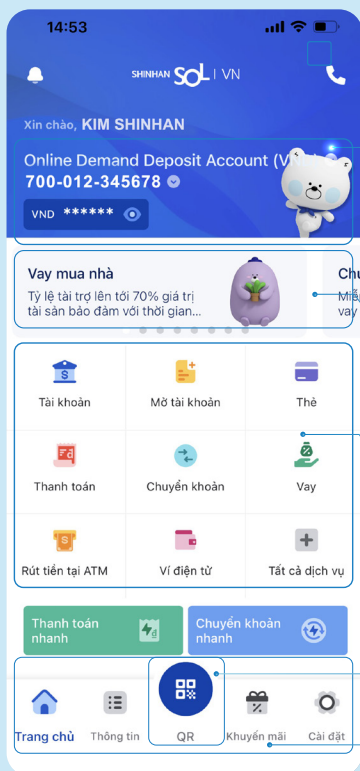 14:53
SHINHAN SOL | VN
Xin chào, KIM SHINHAN
Online Demand Deposit Account
700-012-345678
VND ******
Vay mua nhà
Tỷ lệ tài trợ lên tới 70% giá trị
tài sản bảo đảm với thời gian...
vay
Tài khoản
Mở tài khoản
Thẻ
Thanh toán
Chuyển khoản
Vay
Rút tiền tại ATM
Ví điện tử
Tất cả dịch vụ
Thanh toán
nhanh
Chuyển khoản
nhanh
Trang chủ
Thông tin
QR
Khuyến mãi
Cài đặt